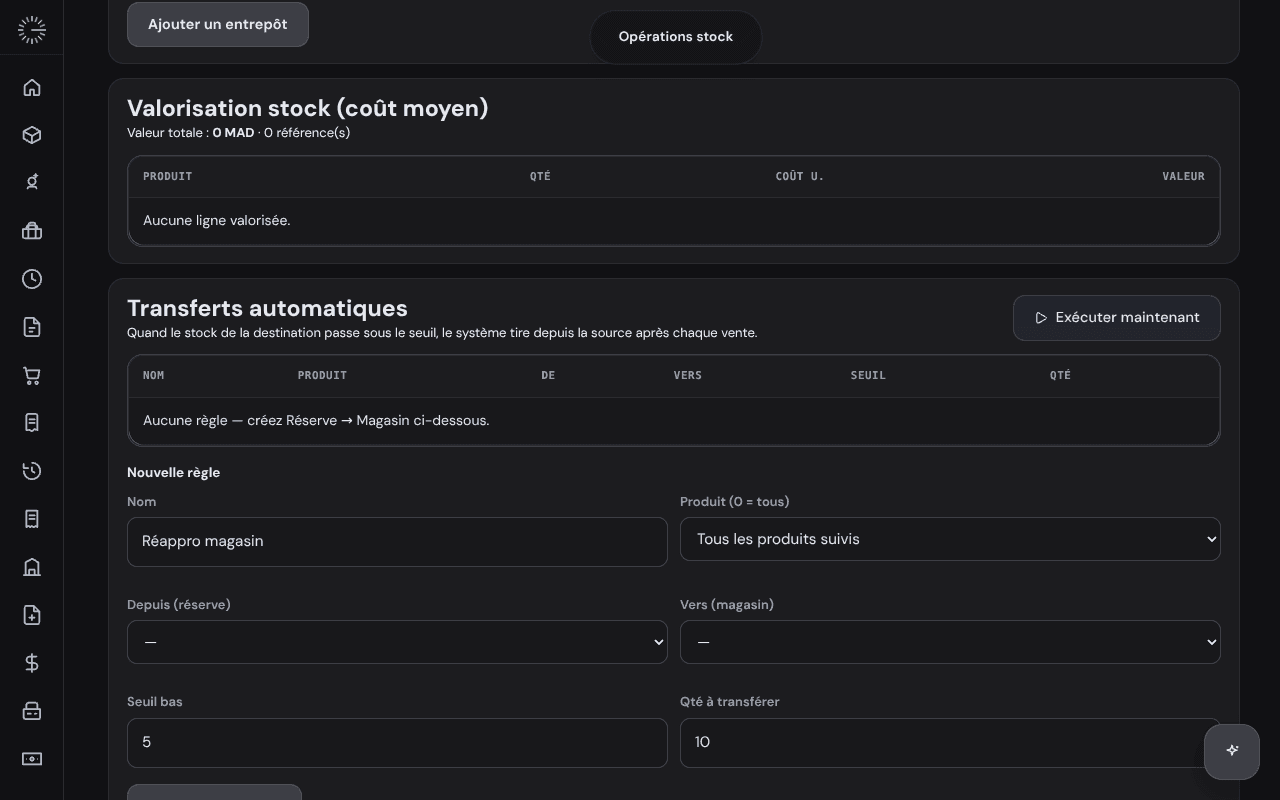 Ajouter un entrepôt
Opérations stock
Valorisation stock (coût moyen)
Valeur totale : 0 MAD · 0 référence(s)
PRODUIT QTÉ COÛT U. VALEUR
Aucune ligne valorisée.
Transferts automatiques
Quand le stock de la destination passe sous le seuil, le système tire depuis la source après chaque vente.
Exécuter maintenant
NOM PRODUIT DE VERS SEUIL QTÉ
Aucune règle — créez Réserve → Magasin ci-dessous.
Nouvelle règle
Nom Produit (0 = tous)
Réappro magasin Tous les produits suivis
Depuis (réserve) Vers (magasin)
— —
Seuil bas Qté à transférer
5 10